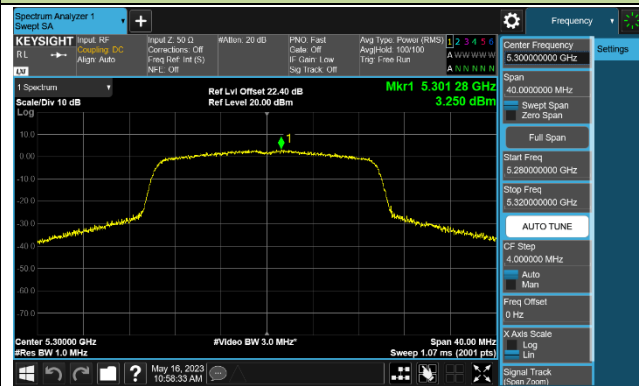 Spectrum Analyzer 1
Swept SA
Frequency
KEYSIGHT
RL
LXI
Input: RF
Coupling: DC
Align: Auto
Input Z: 50 Ω
Corrections: Off
Freq Ref: Int (S)
NFE: Off
#Atten: 20 dB
PNO: Fast
Gate: Off
IF Gain: Low
Sig Track: Off
Avg Type: Power (RMS)
Avg|Hold: 100/100
Trig: Free Run
1 2 3 4 5 6
A W W W W W
A N N N N N
1 Spectrum
Scale/Div 10 dB
Log
Ref Lvl Offset 22.40 dB
Ref Level 20.00 dBm
Mkr1 5.301 28 GHz
3.250 dBm
1
10.0
0.00
-10.0
-20.0
-30.0
-40.0
-50.0
-60.0
-70.0
Center 5.30000 GHz
#Res BW 1.0 MHz
#Video BW 3.0 MHz*
Span 40.00 MHz
Sweep 1.07 ms (2001 pts)
Center Frequency
5.300000000 GHz
Settings
Span
40.0000000 MHz
Swept Span
Zero Span
Full Span
Start Freq
5.280000000 GHz
Stop Freq
5.320000000 GHz
AUTO TUNE
CF Step
4.000000 MHz
Auto
Man
Freq Offset
0 Hz
X Axis Scale
Log
Lin
Signal Track
(Span Zoom)
May 16, 2023
10:58:33 AM